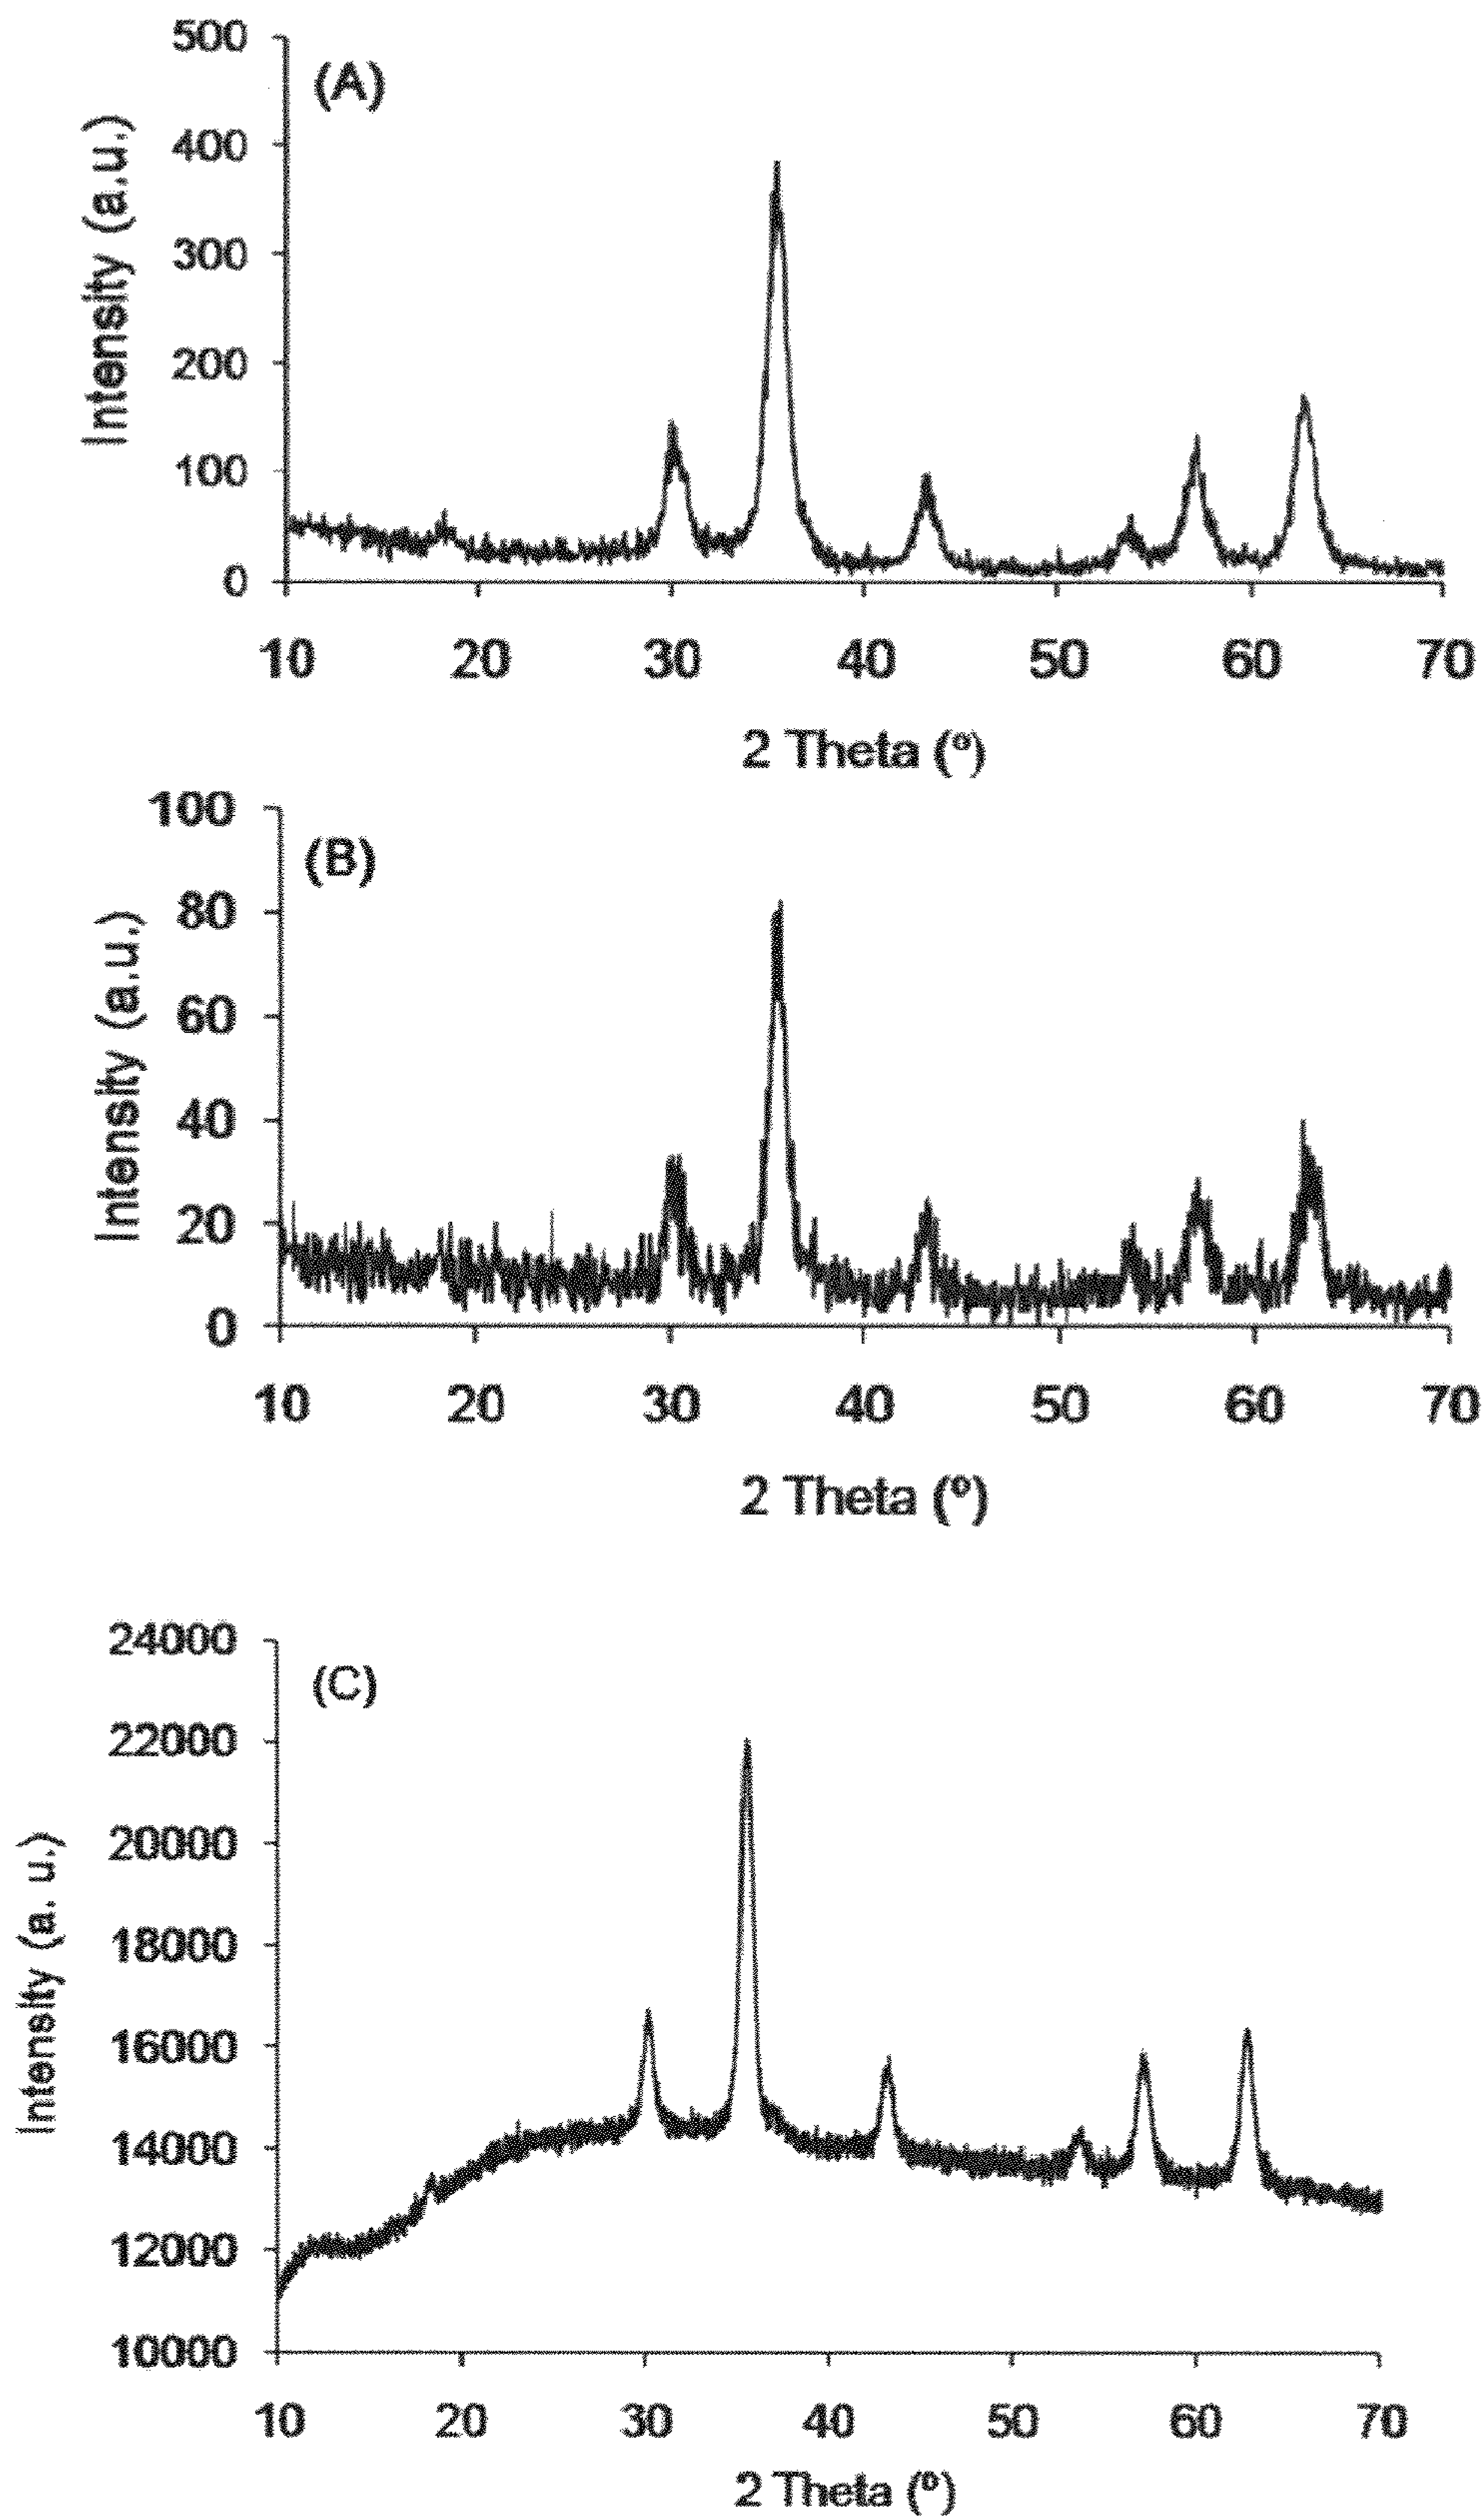 500
(A)
400
300
200
100
0
Intensity (a.u.)
10 20 30 40 50 60 70
2 Theta (º)
100
(B)
80
60
40
20
0
Intensity (a.u.)
10 20 30 40 50 60 70
2 Theta (º)
24000
(C)
22000
20000
18000
16000
14000
12000
10000
Intensity (a. u.)
10 20 30 40 50 60 70
2 Theta (º)